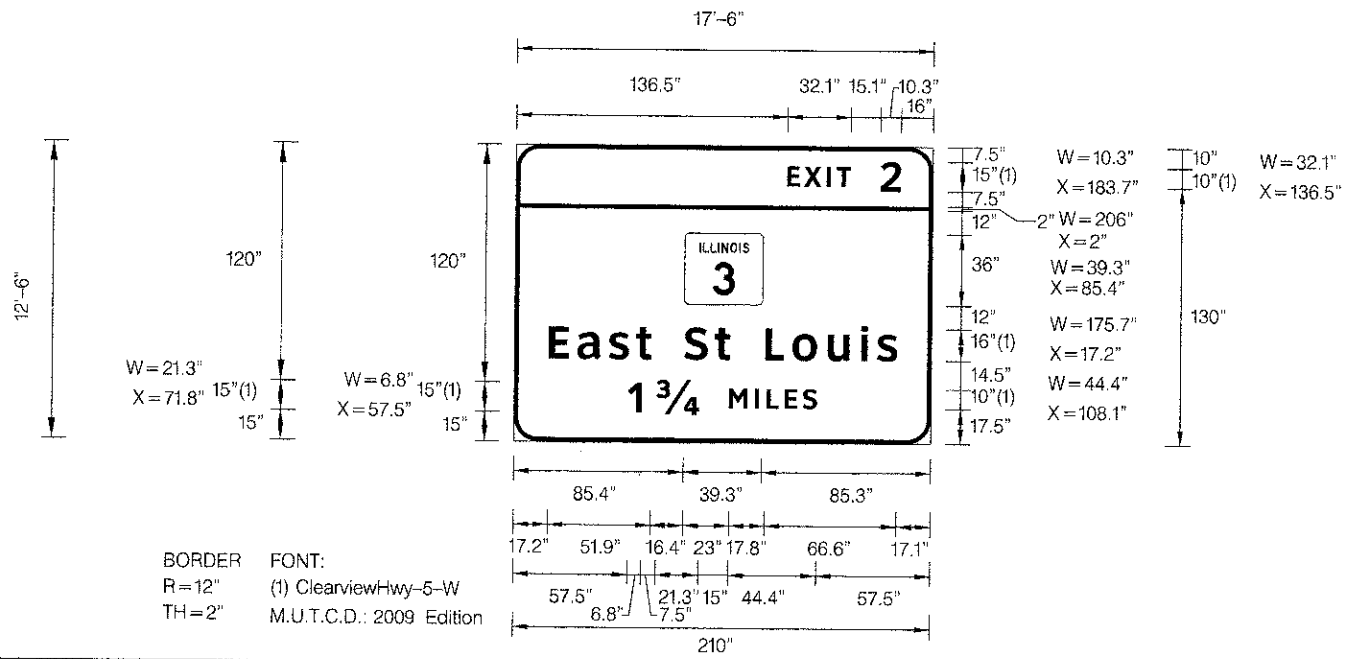 17'–6"
136.5" 32.1" 15.1" 10.3"
16"
12'–6"
120"
W=21.3"
X=71.8" 15"(1)
15"
120"
W=6.8" 15"(1)
X=57.5"
15"
EXIT 2
ILLINOIS
3
East St Louis
1 3/4 MILES
7.5" W=10.3" 10" W=32.1"
15"(1) X=183.7" 10"(1) X=136.5"
7.5"
12" 2" W=206"
X=2"
36" W=39.3"
X=85.4"
12" W=175.7" 130"
16"(1) X=17.2"
14.5" W=44.4"
10"(1) X=108.1"
17.5"
85.4" 39.3" 85.3"
17.2" 51.9" 16.4" 23" 17.8" 66.6" 17.1"
57.5" 21.3" 15" 44.4" 57.5"
6.8" 7.5"
210"
BORDER FONT:
R=12" (1) ClearviewHwy–5–W
TH=2" M.U.T.C.D.: 2009 Edition